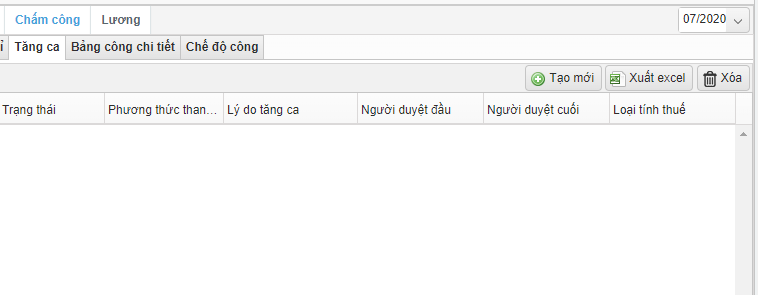 Chấm công Lương 07/2020
Tăng ca Bảng công chi tiết Chế độ công
Tạo mới Xuất excel Xóa
Trạng thái Phương thức than... Lý do tăng ca Người duyệt đầu Người duyệt cuối Loại tính thuế